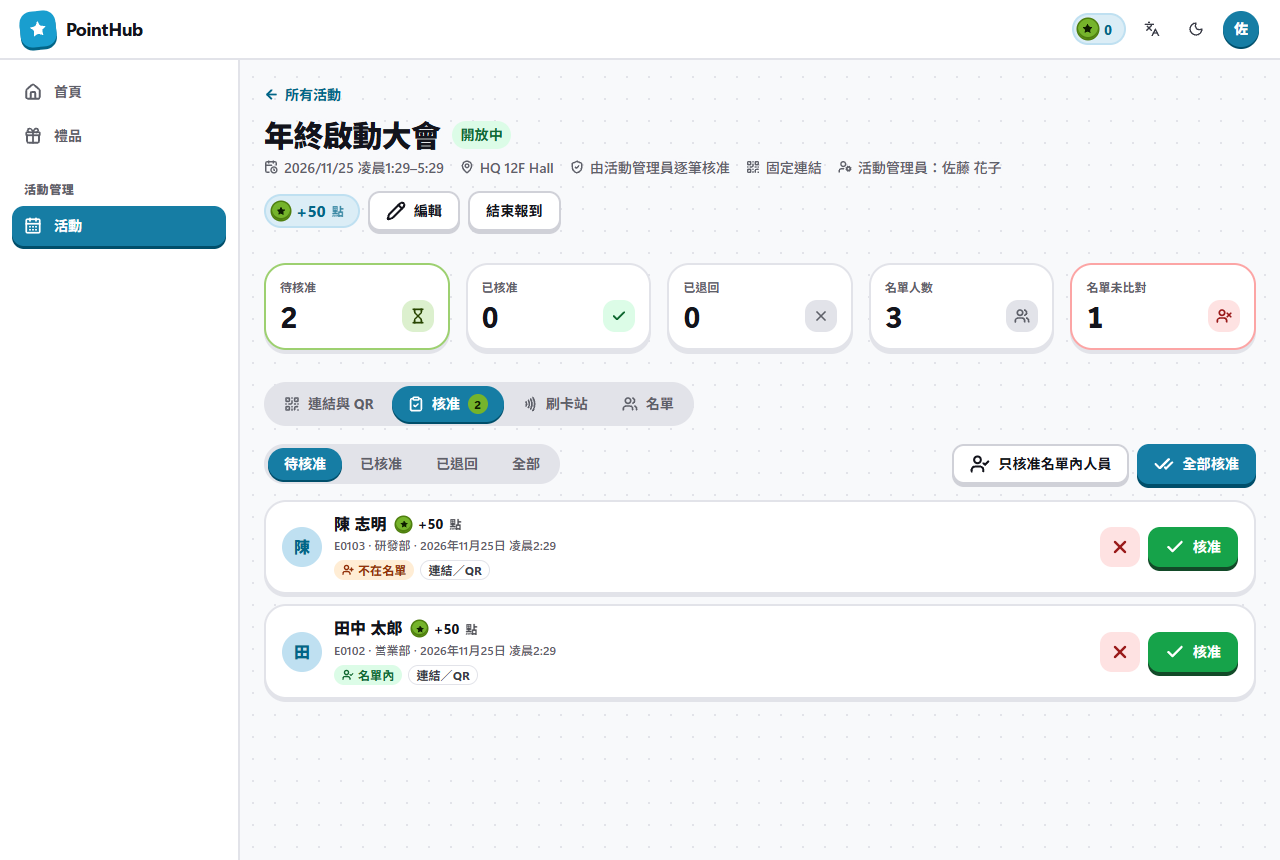 PointHub
0
佐
首頁
禮品
活動管理
活動
所有活動
年終啟動大會 開放中
2026/11/25 凌晨1:29–5:29 HQ 12F Hall 由活動管理員逐筆核准 固定連結 活動管理員：佐藤 花子
+50 點 編輯 結束報到
待核准 已核准 已退回 名單人數 名單未比對
2 0 0 3 1
連結與 QR 核准 2 刷卡站 名單
待核准 已核准 已退回 全部 只核准名單內人員 全部核准
陳 陳 志明 +50 點
E0103 · 研發部 · 2026年11月25日 凌晨2:29
不在名單 連結／QR
核准
田 田中 太郎 +50 點
E0102 · 営業部 · 2026年11月25日 凌晨2:29
名單內 連結／QR
核准